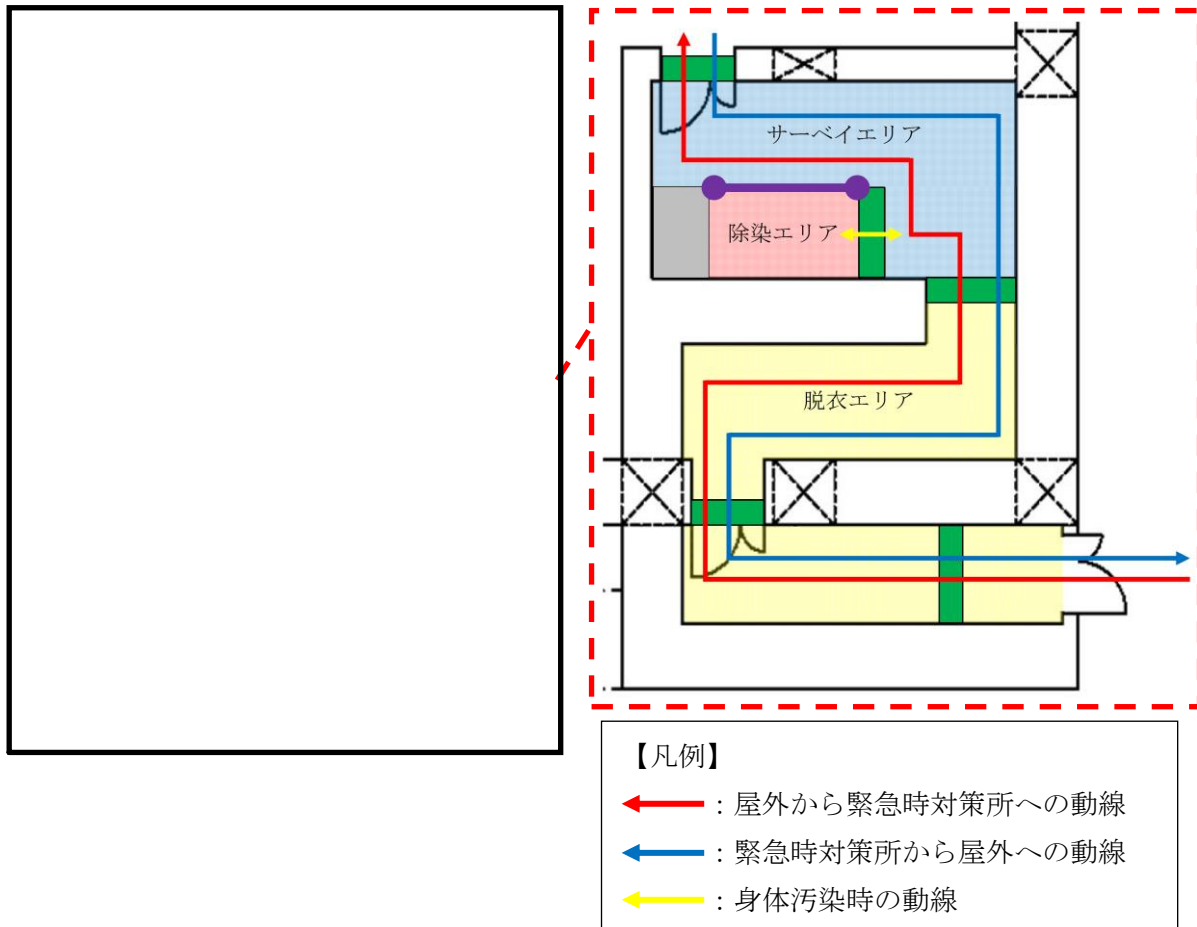 サーベイエリア
除染エリア
脱衣エリア
【凡例】
：屋外から緊急時対策所への動線
：緊急時対策所から屋外への動線
：身体汚染時の動線